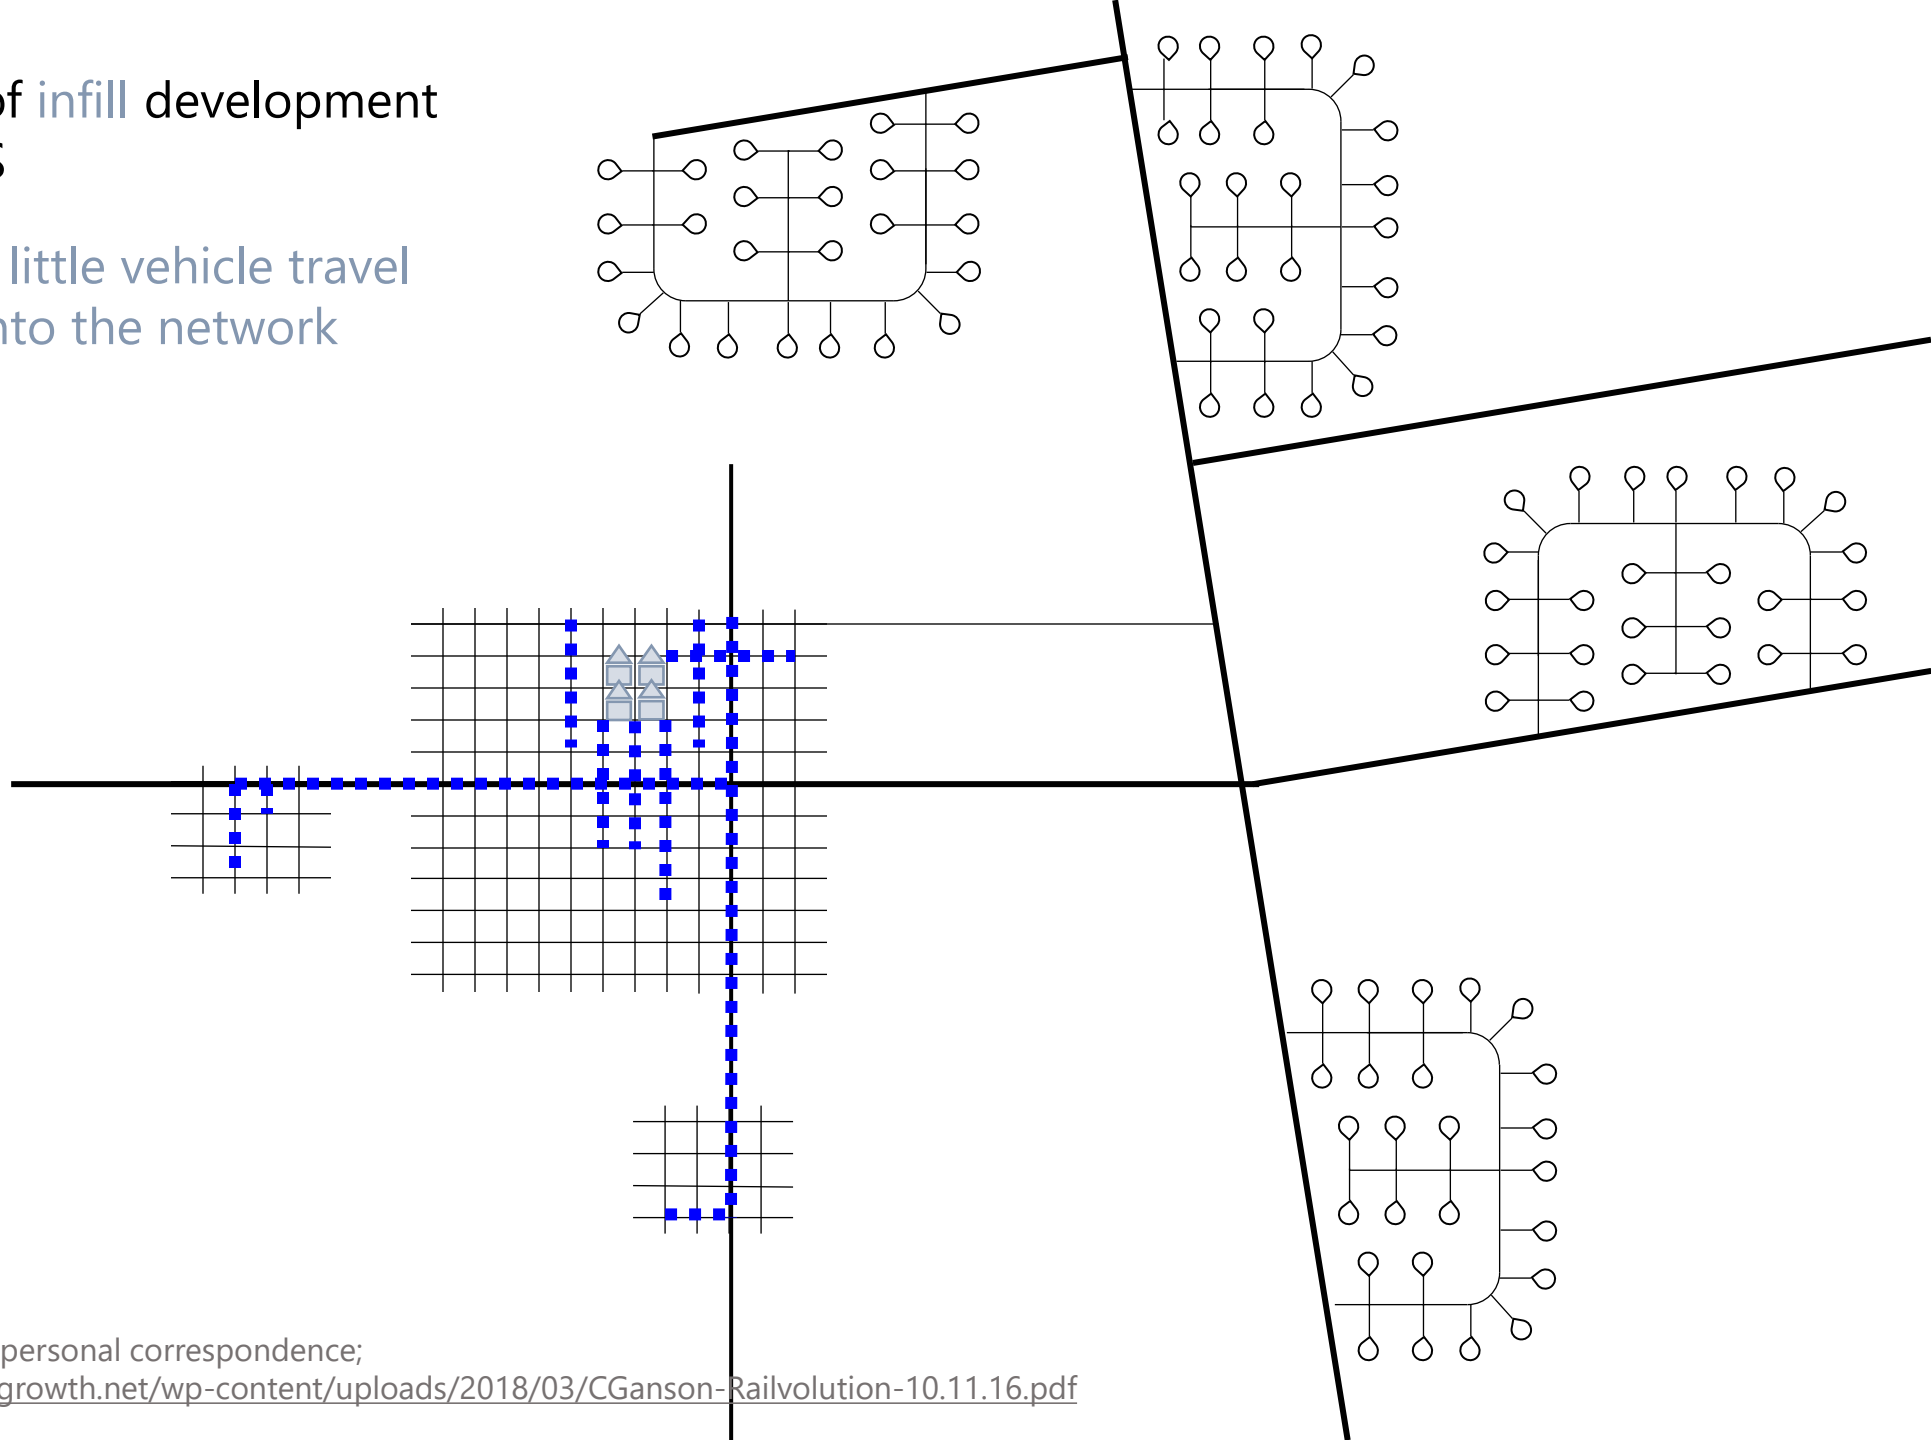 of infill development
s
little vehicle travel
nto the network
personal correspondence;
growth.net/wp-content/uploads/2018/03/CGanson-Railvolution-10.11.16.pdf